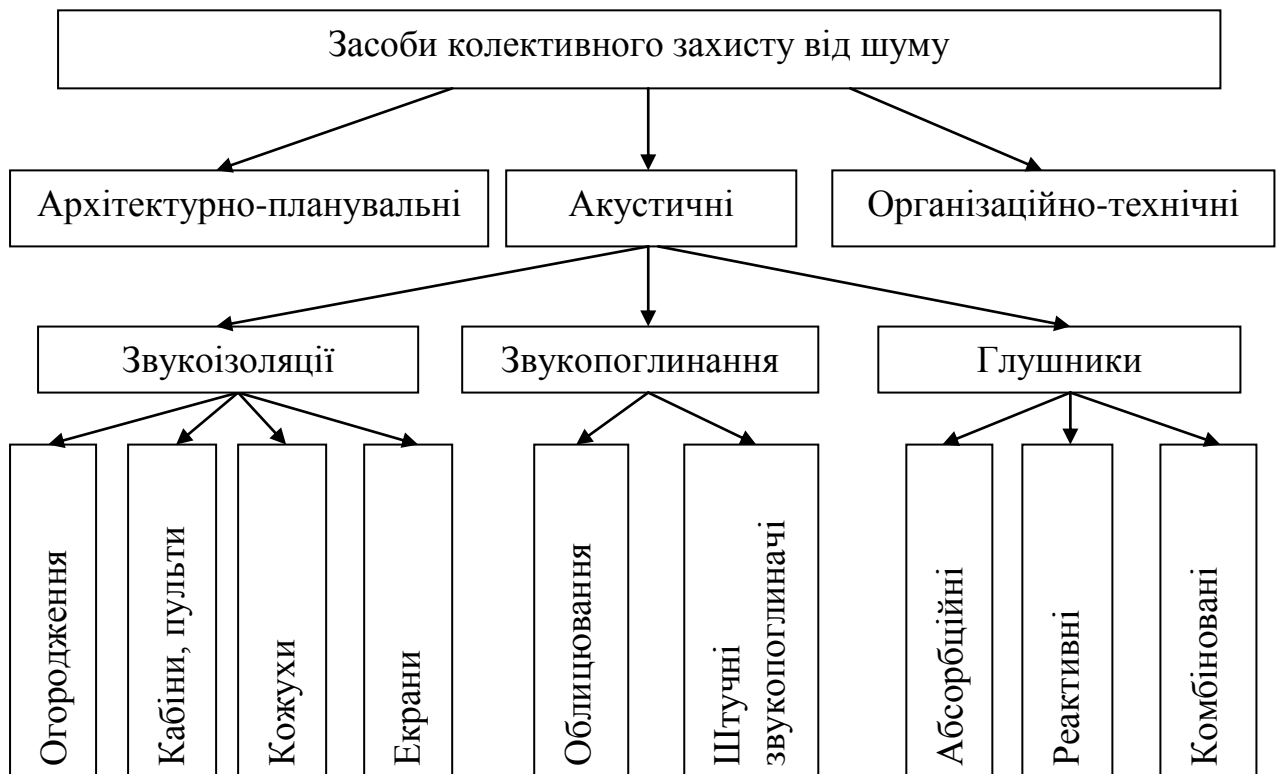 Засоби колективного захисту від шуму
Архітектурно-планувальні
Акустичні
Організаційно-технічні
Звукоізоляції
Звукопоглинання
Глушники
Огородження
Кабіни, пульти
Кожухи
Екрани
Облицювання
Штучні
звукопоглиначі
Абсорбційні
Реактивні
Комбіновані